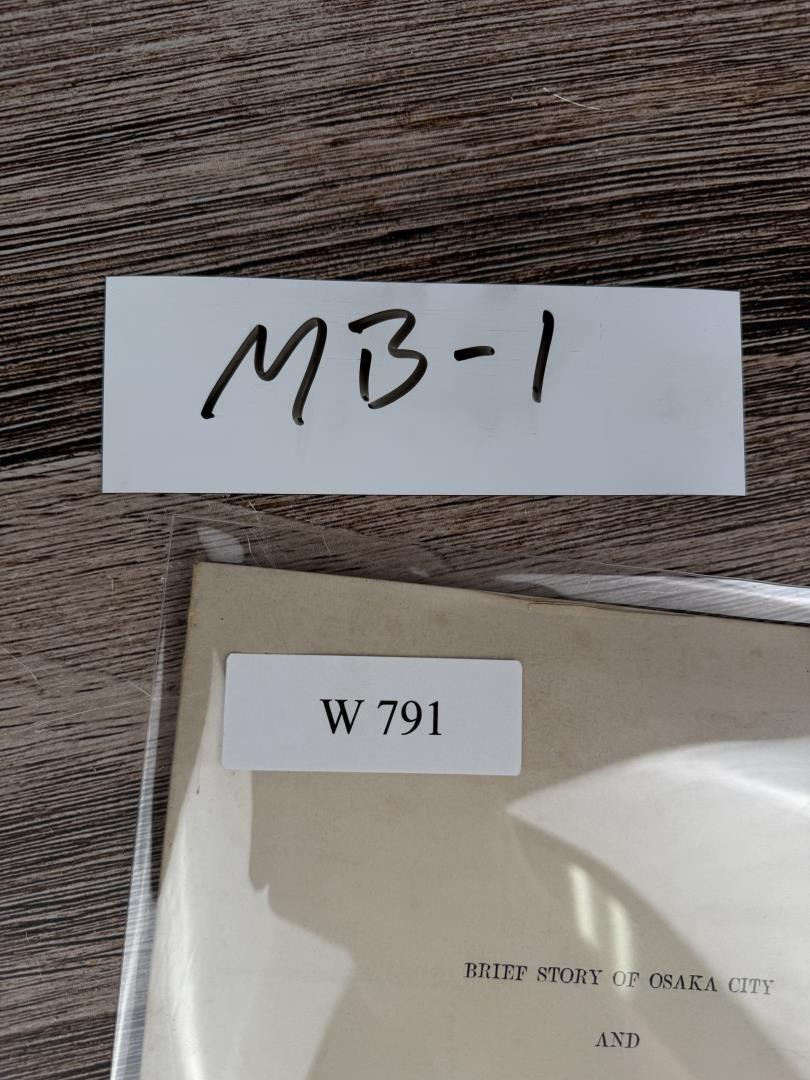 MB-1
W 791
BRIEF STORY OF OSAKA CITY
AND